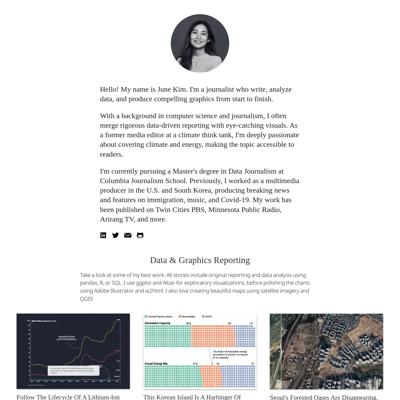 Hello! My name is June Kim. I'm a journalist who write, analyze
data, and produce compelling graphics from start to finish.
With a background in computer science and journalism, I often
merge rigorous data-driven reporting with eye-catching visuals. As
a former media editor at a climate think tank, I'm deeply passionate
about covering climate and energy, making the topic accessible to
readers.
I'm currently pursuing a Master's degree in Data Journalism at
Columbia Journalism School. Previously, I worked as a multimedia
producer in the U.S. and South Korea, producing breaking news
and features on immigration, music, and Covid-19. My work has
been published on Twin Cities PBS, Minnesota Public Radio,
Arirang TV, and more.
Data & Graphics Reporting
Take a look at some of my best work. All stories include original reporting and data analysis using
pandas, R, or SQL. I use ggplot and Altair for exploratory visualizations, before polishing the charts
using Adobe Illustrator and ai2html. I also love creating beautiful maps using satellite imagery and
QGIS!
Generation Capacity
Actual Energy Mix
Follow The Lifecycle Of A Lithium-Ion
This Korean Island Is A Harbinger Of
Seoul's Forested Oases Are Disappearing.